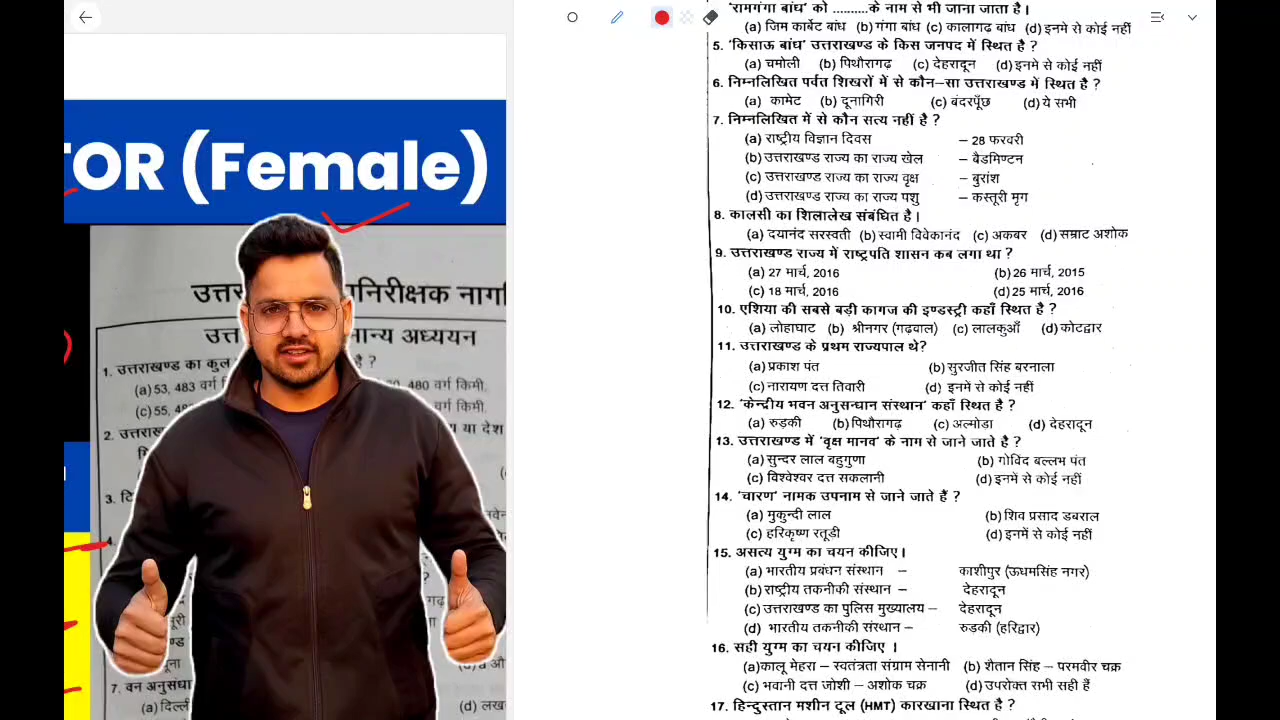 TOR (Female)
उत्त
निरीक्षक नाग
उत्त
मान्य अध्ययन
1. उत्तराखण्ड का कुल
है ?
(a) 53, 483 वर्ग
480 वर्ग किमी.
(c) 55,
वर्ग किमी.
2.
या देश
3.
4.
7. वन अनुसंधा
(a) दिल्ली
(d) लख
'रामगंगा बांध' को ..........के नाम से भी जाना जाता है।
(a) जिम कार्बेट बांध (b) गंगा बांध (c) कालागढ बांध (d) इनमे से कोई नहीं
5. 'किसाऊ बांध' उत्तराखण्ड के किस जनपद में स्थित है ?
(a) चमोली (b) पिथौरागढ़ (c) देहरादून (d) इनमे से कोई नहीं
6. निम्नलिखित पर्वत शिखरों में से कौन-सा उत्तराखण्ड में स्थित है ?
(a) कामेट (b) दूनागिरी (c) बंदरपूँछ (d) ये सभी
7. निम्नलिखित में से कौन सत्य नहीं है ?
(a) राष्ट्रीय विज्ञान दिवस – 28 फरवरी
(b) उत्तराखण्ड राज्य का राज्य खेल – बैडमिण्टन
(c) उत्तराखण्ड राज्य का राज्य वृक्ष – बुरांश
(d) उत्तराखण्ड राज्य का राज्य पशु – कस्तूरी मृग
8. कालसी का शिलालेख संबंधित है।
(a) दयानंद सरस्वती (b) स्वामी विवेकानंद (c) अकबर (d) सम्राट अशोक
9. उत्तराखण्ड राज्य में राष्ट्रपति शासन कब लगा था ?
(a) 27 मार्च, 2016 (b) 26 मार्च, 2015
(c) 18 मार्च, 2016 (d) 25 मार्च, 2016
10. एशिया की सबसे बड़ी कागज की इण्डस्ट्री कहाँ स्थित है ?
(a) लोहाघाट (b) श्रीनगर (गढ़वाल) (c) लालकुआँ (d) कोटद्वार
11. उत्तराखण्ड के प्रथम राज्यपाल थे?
(a) प्रकाश पंत (b) सुरजीत सिंह बरनाला
(c) नारायण दत्त तिवारी (d) इनमें से कोई नहीं
12. 'केन्द्रीय भवन अनुसन्धान संस्थान' कहाँ स्थित है ?
(a) रुड़की (b) पिथौरागढ़ (c) अल्मोडा (d) देहरादून
13. उत्तराखण्ड में 'वृक्ष मानव' के नाम से जाने जाते है ?
(a) सुन्दर लाल बहुगुणा (b) गोविद बल्लभ पंत
(c) विश्वेश्वर दत्त सकलानी (d) इनमें से कोई नहीं
14. 'चारण' नामक उपनाम से जाने जाते हैं ?
(a) मुकुन्दी लाल (b) शिव प्रसाद डबराल
(c) हरिकृष्ण रतूडी (d) इनमें से कोई नहीं
15. असत्य युग्म का चयन कीजिए।
(a) भारतीय प्रबंधन संस्थान – काशीपुर (ऊधमसिंह नगर)
(b) राष्ट्रीय तकनीकी संस्थान – देहरादून
(c) उत्तराखण्ड का पुलिस मुख्यालय – देहरादून
(d) भारतीय तकनीकी संस्थान – रुड़की (हरिद्वार)
16. सही युग्म का चयन कीजिए ।
(a) कालू मेहरा – स्वतंत्रता संग्राम सेनानी (b) शैतान सिंह – परमवीर चक्र
(c) भवानी दत्त जोशी – अशोक चक्र (d) उपरोक्त सभी सही हैं
17. हिन्दुस्तान मशीन टूल (HMT) कारखाना स्थित है ?